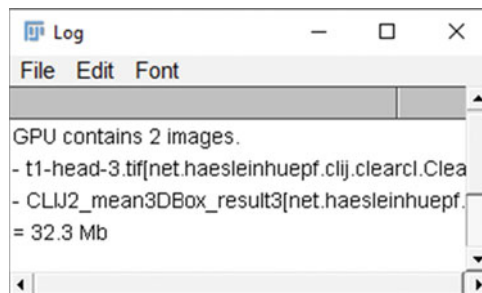 Log
File Edit Font
GPU contains 2 images.
- t1-head-3.tif[net.haesleinhuepf.clij.clearcl.Clea
- CLIJ2_mean3DBox_result3[net.haesleinhuepf.
= 32.3 Mb